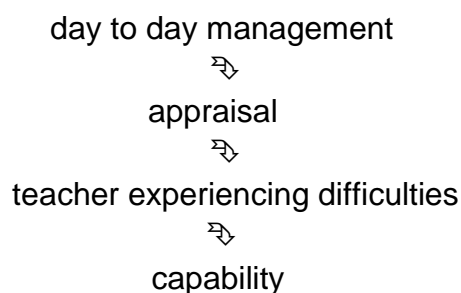 day to day management
appraisal
teacher experiencing difficulties
capability